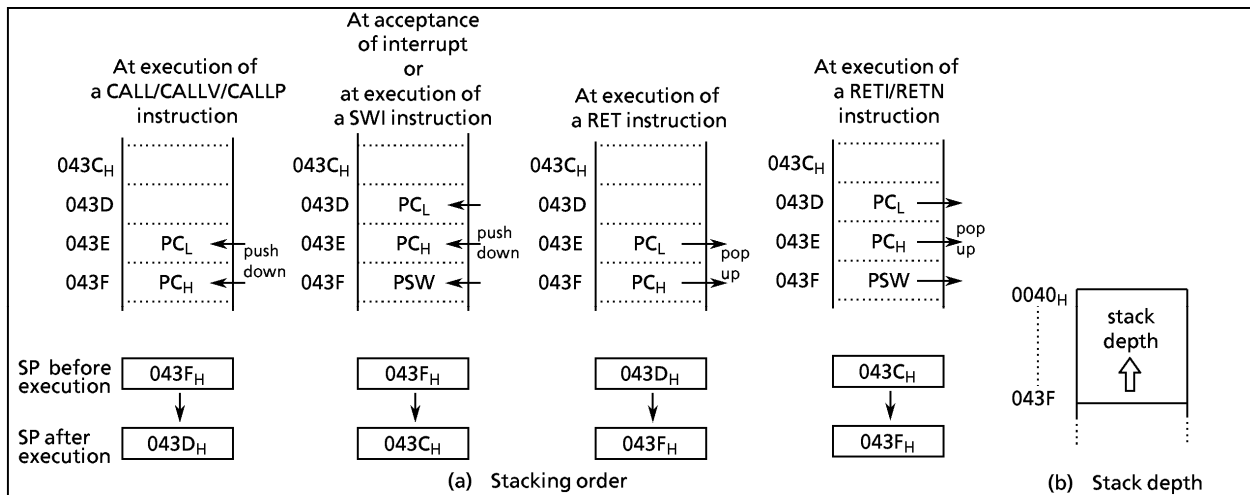 At execution of
a CALL/CALLV/CALLP
instruction
043CH
043D
043E PCL
043F PCH
push
down
At acceptance
of interrupt
or
at execution of
a SWI instruction
043CH
043D PCL
043E PCH
043F PSW
push
down
At execution of
a RET instruction
043CH
043D
043E PCL
043F PCH
pop
up
At execution of
a RETI/RETN
instruction
043CH
043D PCL
043E PCH
043F PSW
pop
up
SP before
execution
043FH 043FH 043DH 043CH
SP after
execution
043DH 043CH 043FH 043FH
(a) Stacking order
0040H
stack
depth
043F
(b) Stack depth